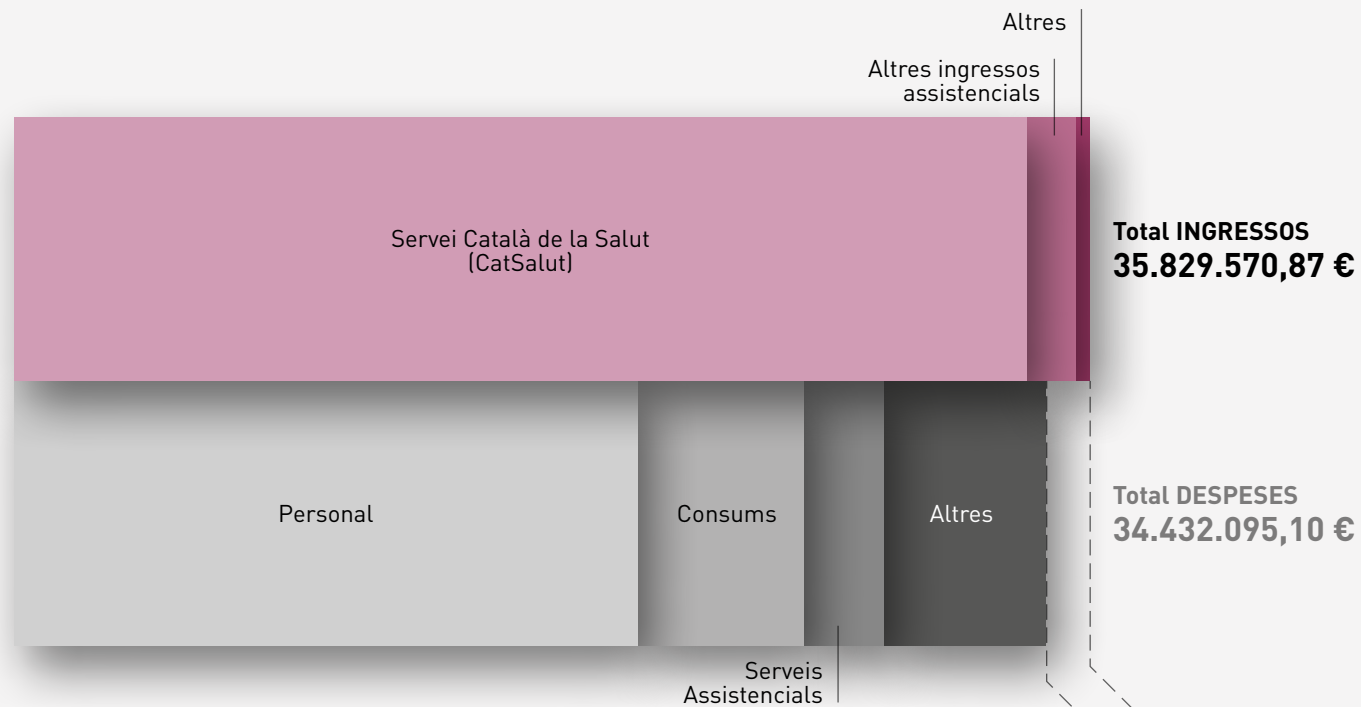 Altres
Altres ingressos
assistencials
Servei Català de la Salut
(CatSalut)
Total INGRESSOS
35.829.570,87 €
Personal
Consums
Altres
Total DESPESES
34.432.095,10 €
Serveis
Assistencials